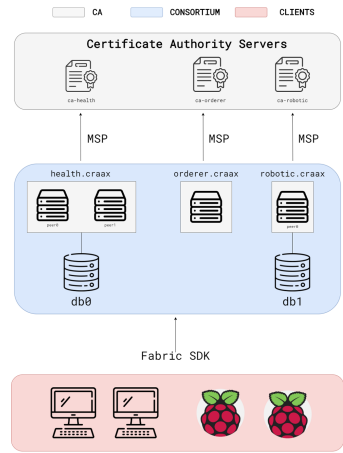 CA CONSORTIUM CLIENTS
Certificate Authority Servers
ca-health ca-orderer ca-robotic
MSP MSP MSP
health.craax orderer.craax robotic.craax
peer0 peer1 peer0
db0 db1
Fabric SDK